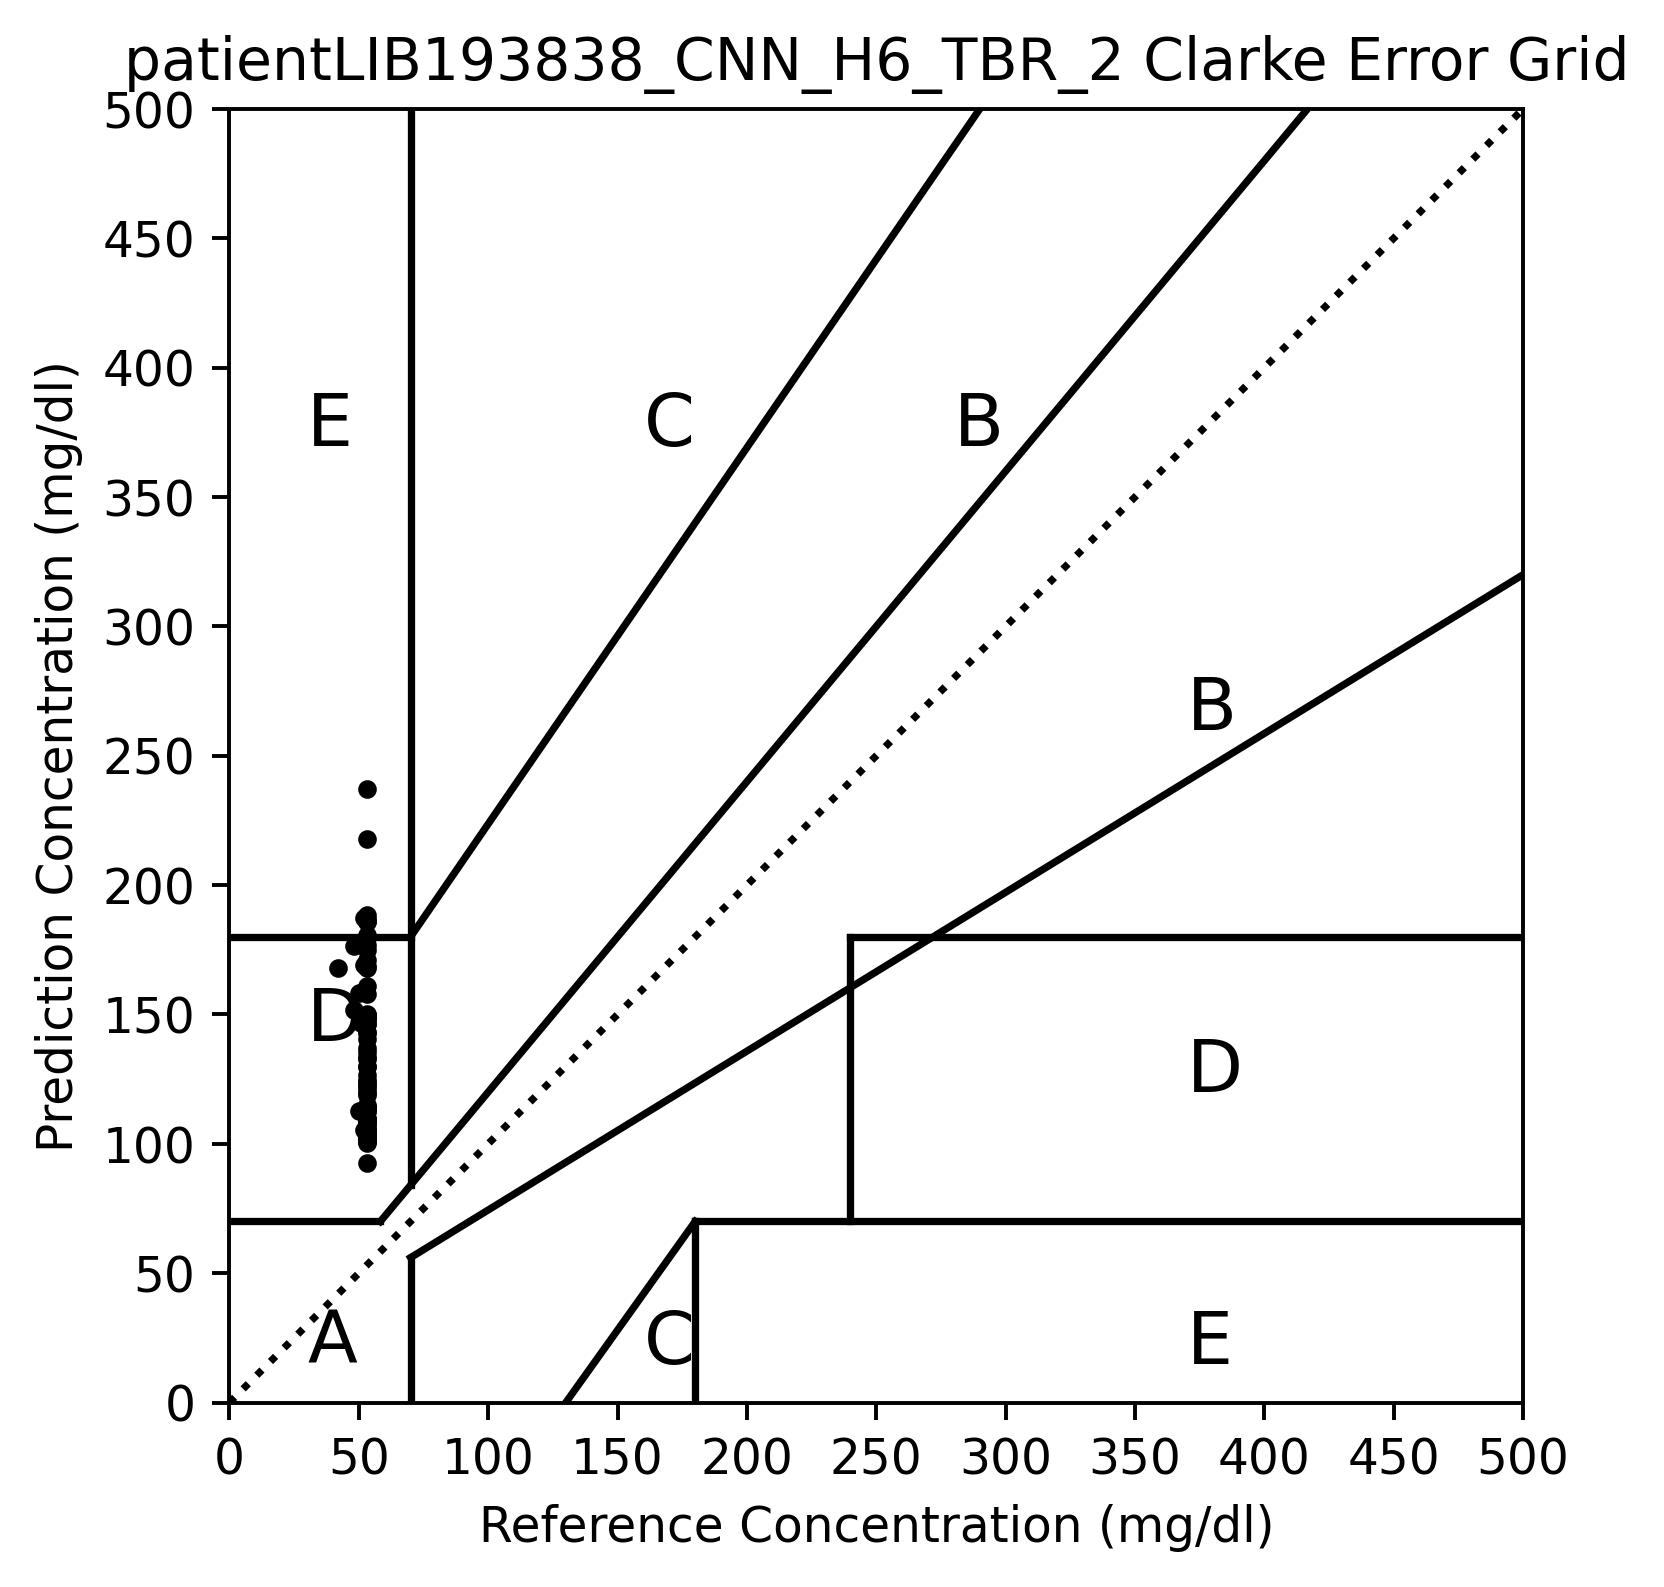 patientLIB193838_CNN_H6_TBR_2 Clarke Error Grid
500
450
400
350
300
250
200
150
100
50
0
Prediction Concentration (mg/dl)
E
C
B
B
D
D
A
C
E
0 50 100 150 200 250 300 350 400 450 500
Reference Concentration (mg/dl)